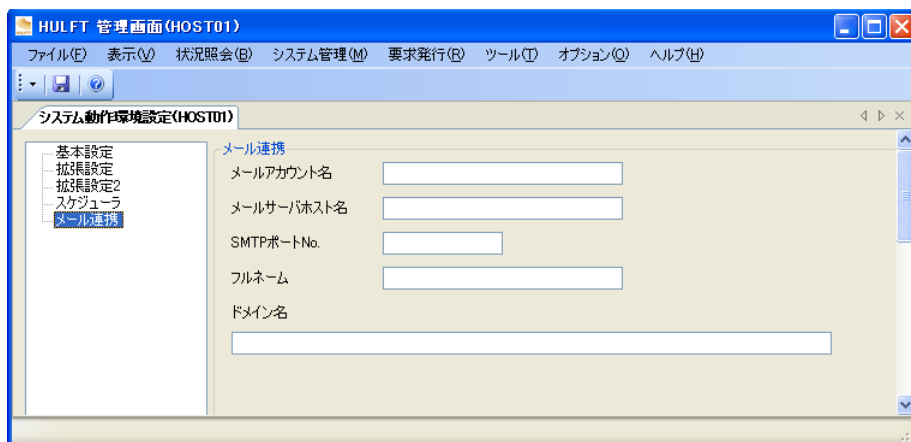 HULFT 管理画面(HOST01)
ファイル(F) 表示(V) 状況照会(B) システム管理(M) 要求発行(R) ツール(T) オプション(O) ヘルプ(H)
システム動作環境設定(HOST01)
基本設定
拡張設定
拡張設定2
スケジューラ
メール連携
メール連携
メールアカウント名
メールサーバホスト名
SMTPポートNo.
フルネーム
ドメイン名